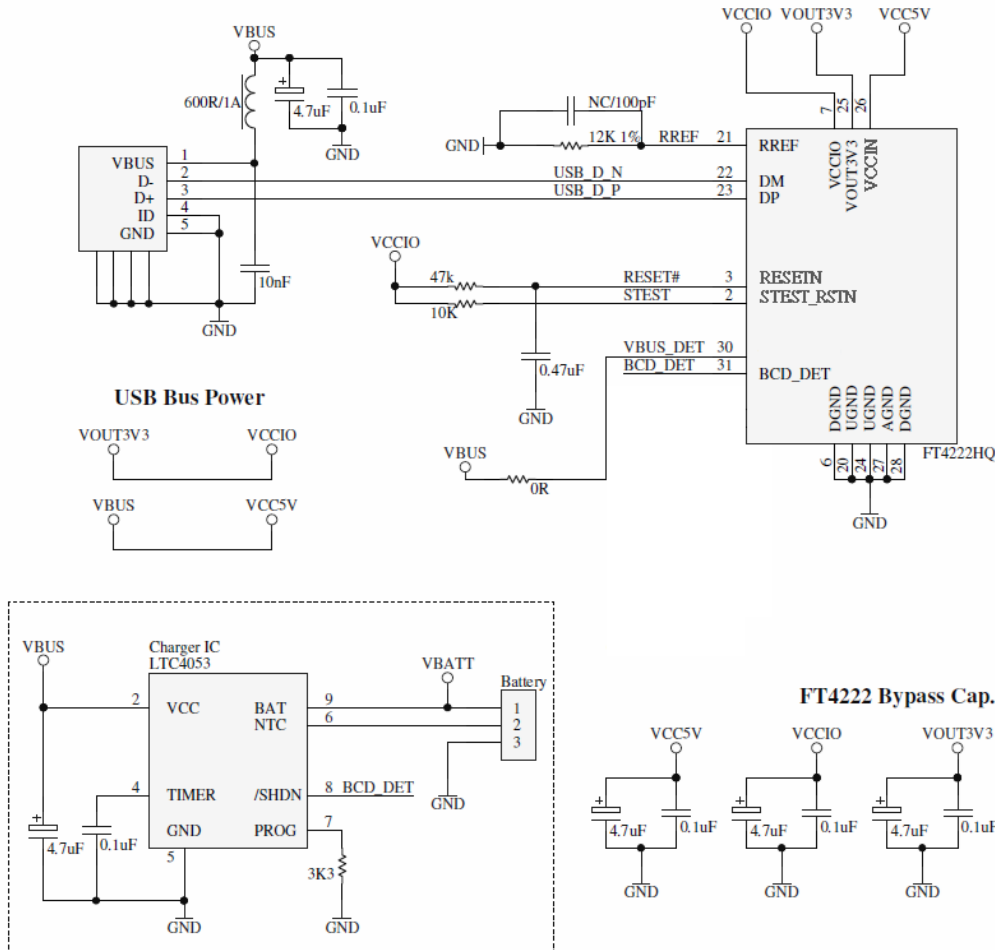 VCCIO VOUT3V3 VCC5V
VBUS
600R/1A
4.7uF 0.1uF
GND
7 25 26
NC/100pF
GND 12K 1% RREF 21 RREF
VCCIO VOUT3V3 VCCIN
VBUS 1
D- 2 USB_D_N 22 DM
D+ 3 USB_D_P 23 DP
ID 4
GND 5
10nF
GND
VCCIO
47k RESET# 3 RESETN
10K STEST 2 STEST_RSTN
0.47uF
GND
VBUS_DET 30
BCD_DET 31 BCD_DET
DGND UGND UGND AGND DGND
FT4222HQ
6 20 24 27 28
GND
VBUS
0R
USB Bus Power
VOUT3V3 VCCIO
VBUS VCC5V
VBUS
Charger IC
LTC4053
VBATT
Battery
2 VCC BAT 9 1
NTC 6 2
3
GND
4 TIMER /SHDN 8 BCD_DET
GND PROG 7
5
4.7uF 0.1uF
3K3
GND GND
FT4222 Bypass Cap.
VCC5V VCCIO VOUT3V3
4.7uF 0.1uF 4.7uF 0.1uF 4.7uF 0.1uF
GND GND GND